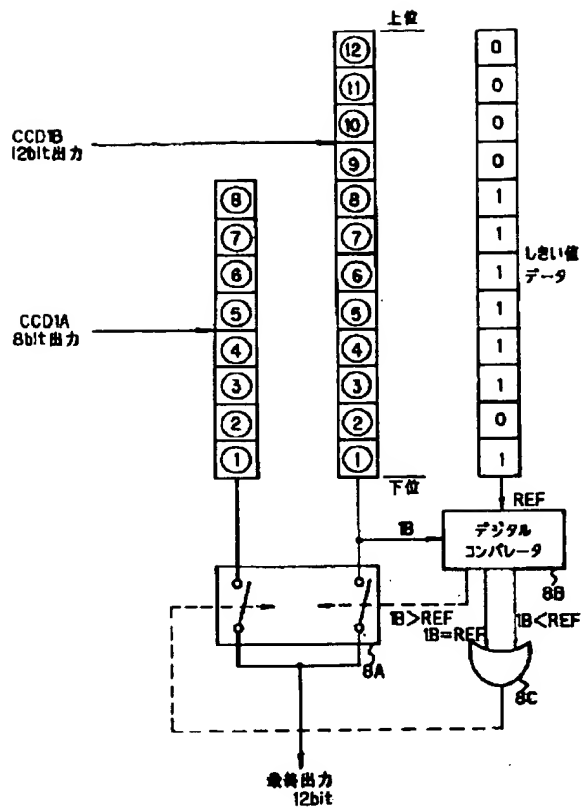 上位
CCD1B
12bit出力
CCD1A
8bit出力
⑧
⑦
⑥
⑤
④
③
②
①
⑫
⑪
⑩
⑨
⑧
⑦
⑥
⑤
④
③
②
①
下位
0
0
0
0
1
1
1
1
1
1
0
1
しきい値
データ
REF
1B
デジタル
コンパレータ
8B
1B>REF
1B=REF
1B<REF
8A
8C
最終出力
12bit